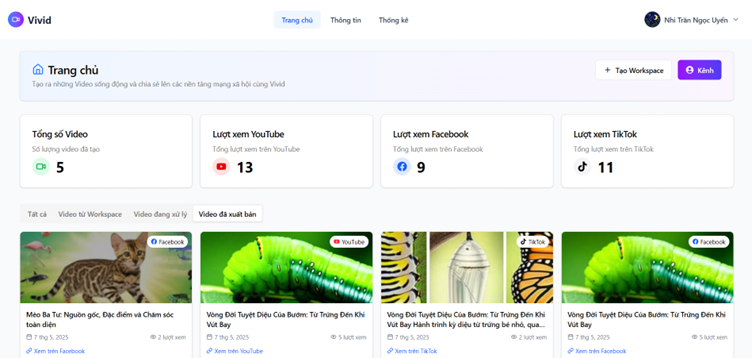 Vivid
Trang chủ
Thông tin
Thống kê
Nhi Trần Ngọc Uyển
Trang chủ
Tạo ra những Video sống động và chia sẻ lên các nền tảng mạng xã hội cùng Vivid
+ Tạo Workspace
Kênh
Tổng số Video
Số lượng video đã tạo
5
Lượt xem YouTube
Tổng lượt xem trên YouTube
13
Lượt xem Facebook
Tổng lượt xem trên Facebook
9
Lượt xem TikTok
Tổng lượt xem trên TikTok
11
Tất cả
Video từ Workspace
Video đang xử lý
Video đã xuất bản
Facebook
Mèo Ba Tư: Nguồn gốc, Đặc điểm và Chăm sóc
toàn diện
7 thg 5, 2025
2 lượt xem
Xem trên Facebook
YouTube
Vòng Đời Tuyệt Diệu Của Bướm: Từ Trứng Đến Khi
Vút Bay
7 thg 5, 2025
5 lượt xem
Xem trên YouTube
TikTok
Vòng Đời Tuyệt Diệu Của Bướm: Từ Trứng Đến Khi
Vút Bay Hành trình kỳ diệu từ trứng bé nhỏ, qua...
7 thg 5, 2025
2 lượt xem
Xem trên TikTok
Facebook
Vòng Đời Tuyệt Diệu Của Bướm: Từ Trứng Đến Khi
Vút Bay
7 thg 5, 2025
5 lượt xem
Xem trên Facebook